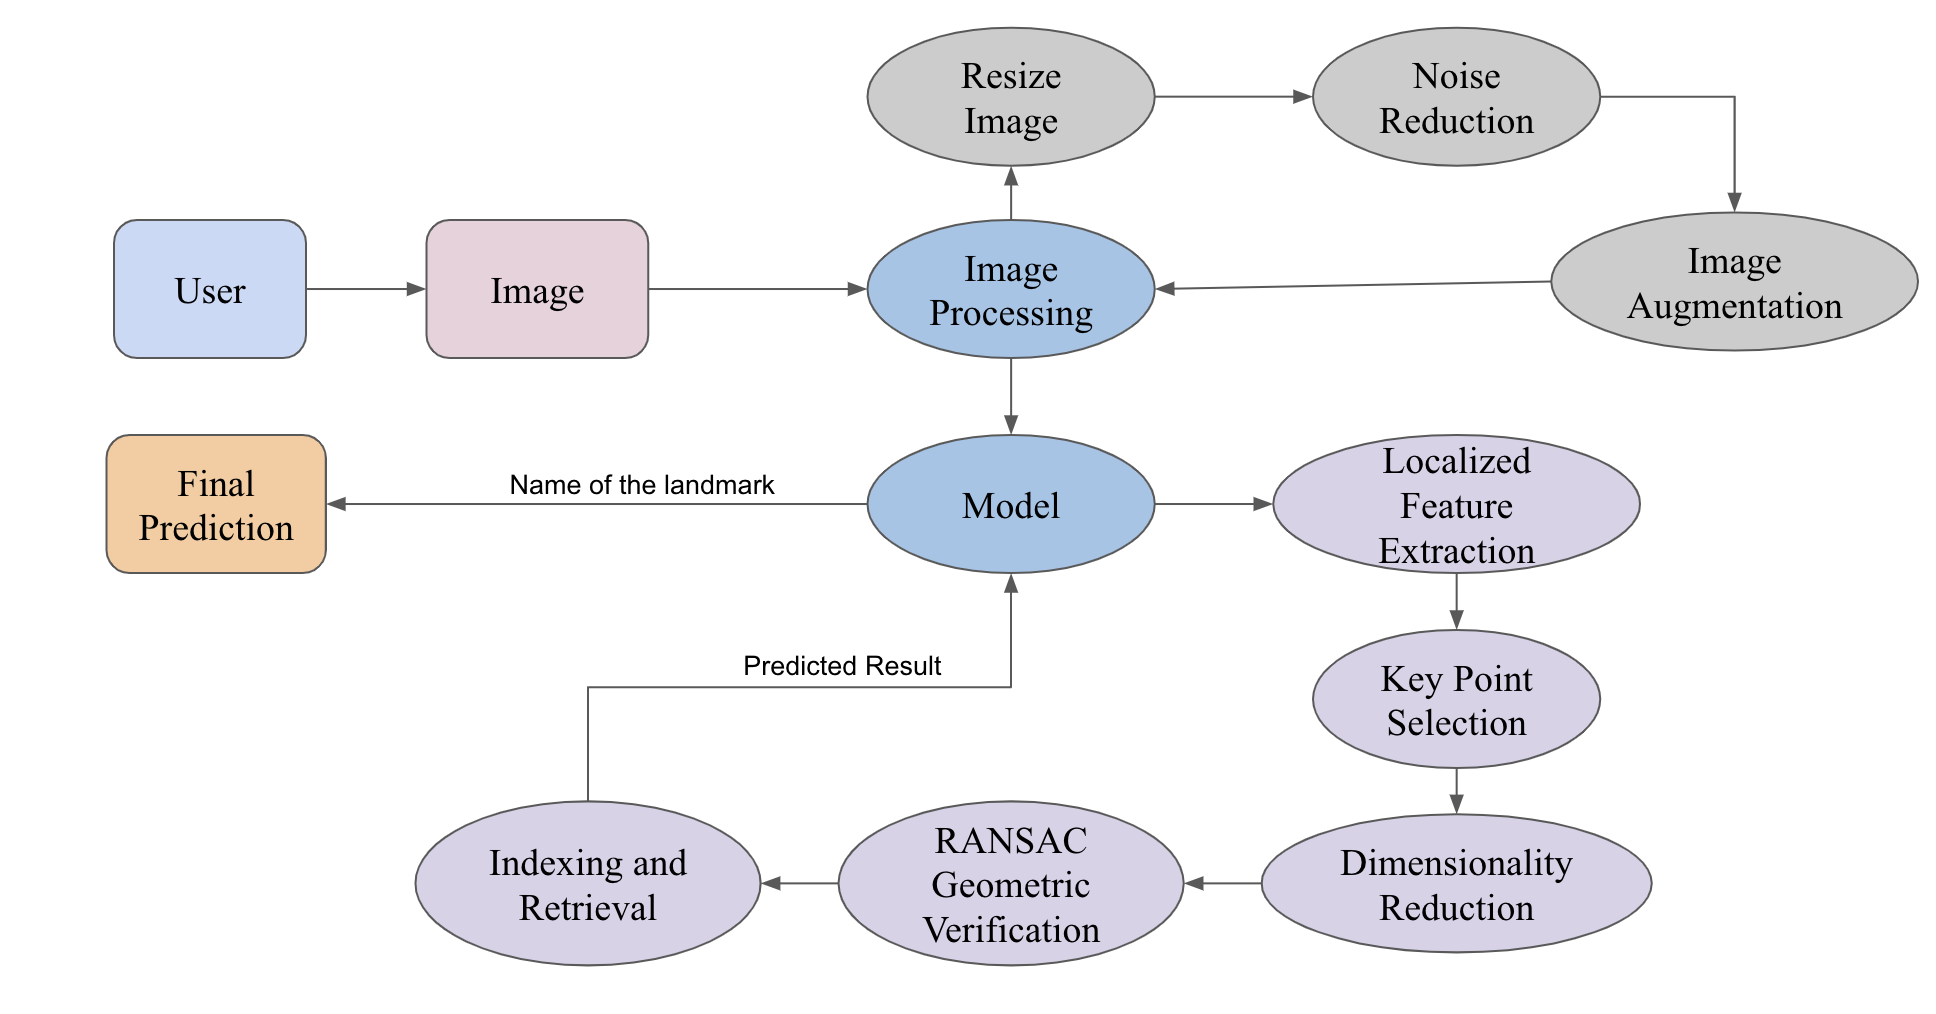 Resize
Image
Noise
Reduction
User
Image
Image
Processing
Image
Augmentation
Final
Prediction
Name of the landmark
Model
Localized
Feature
Extraction
Predicted Result
Key Point
Selection
Indexing and
Retrieval
RANSAC
Geometric
Verification
Dimensionality
Reduction